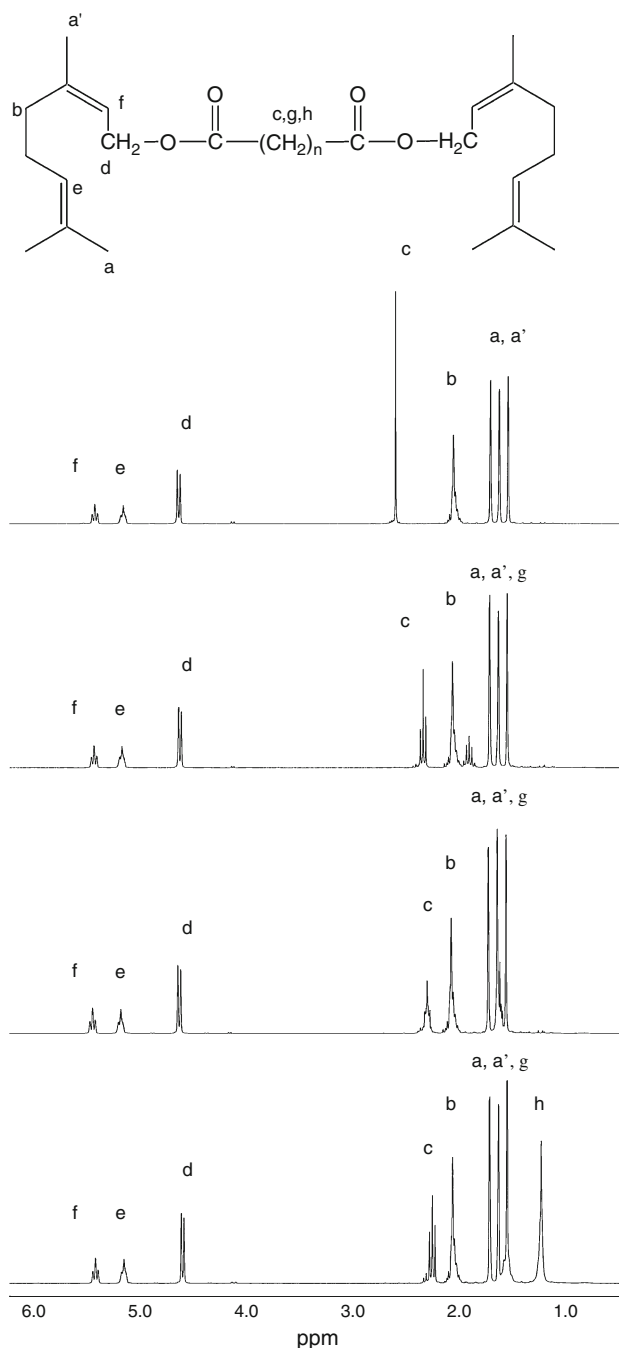 a'
b
f
O
c,g,h
O
CH₂
O
C
(CH₂)ₙ
C
O
H₂C
d
e
a
c
a, a’
b
d
f
e
a, a’, g
b
c
d
f
e
a, a’, g
b
c
d
f
e
a, a’, g
b
h
c
d
f
e
6.0 5.0 4.0 3.0 2.0 1.0
ppm